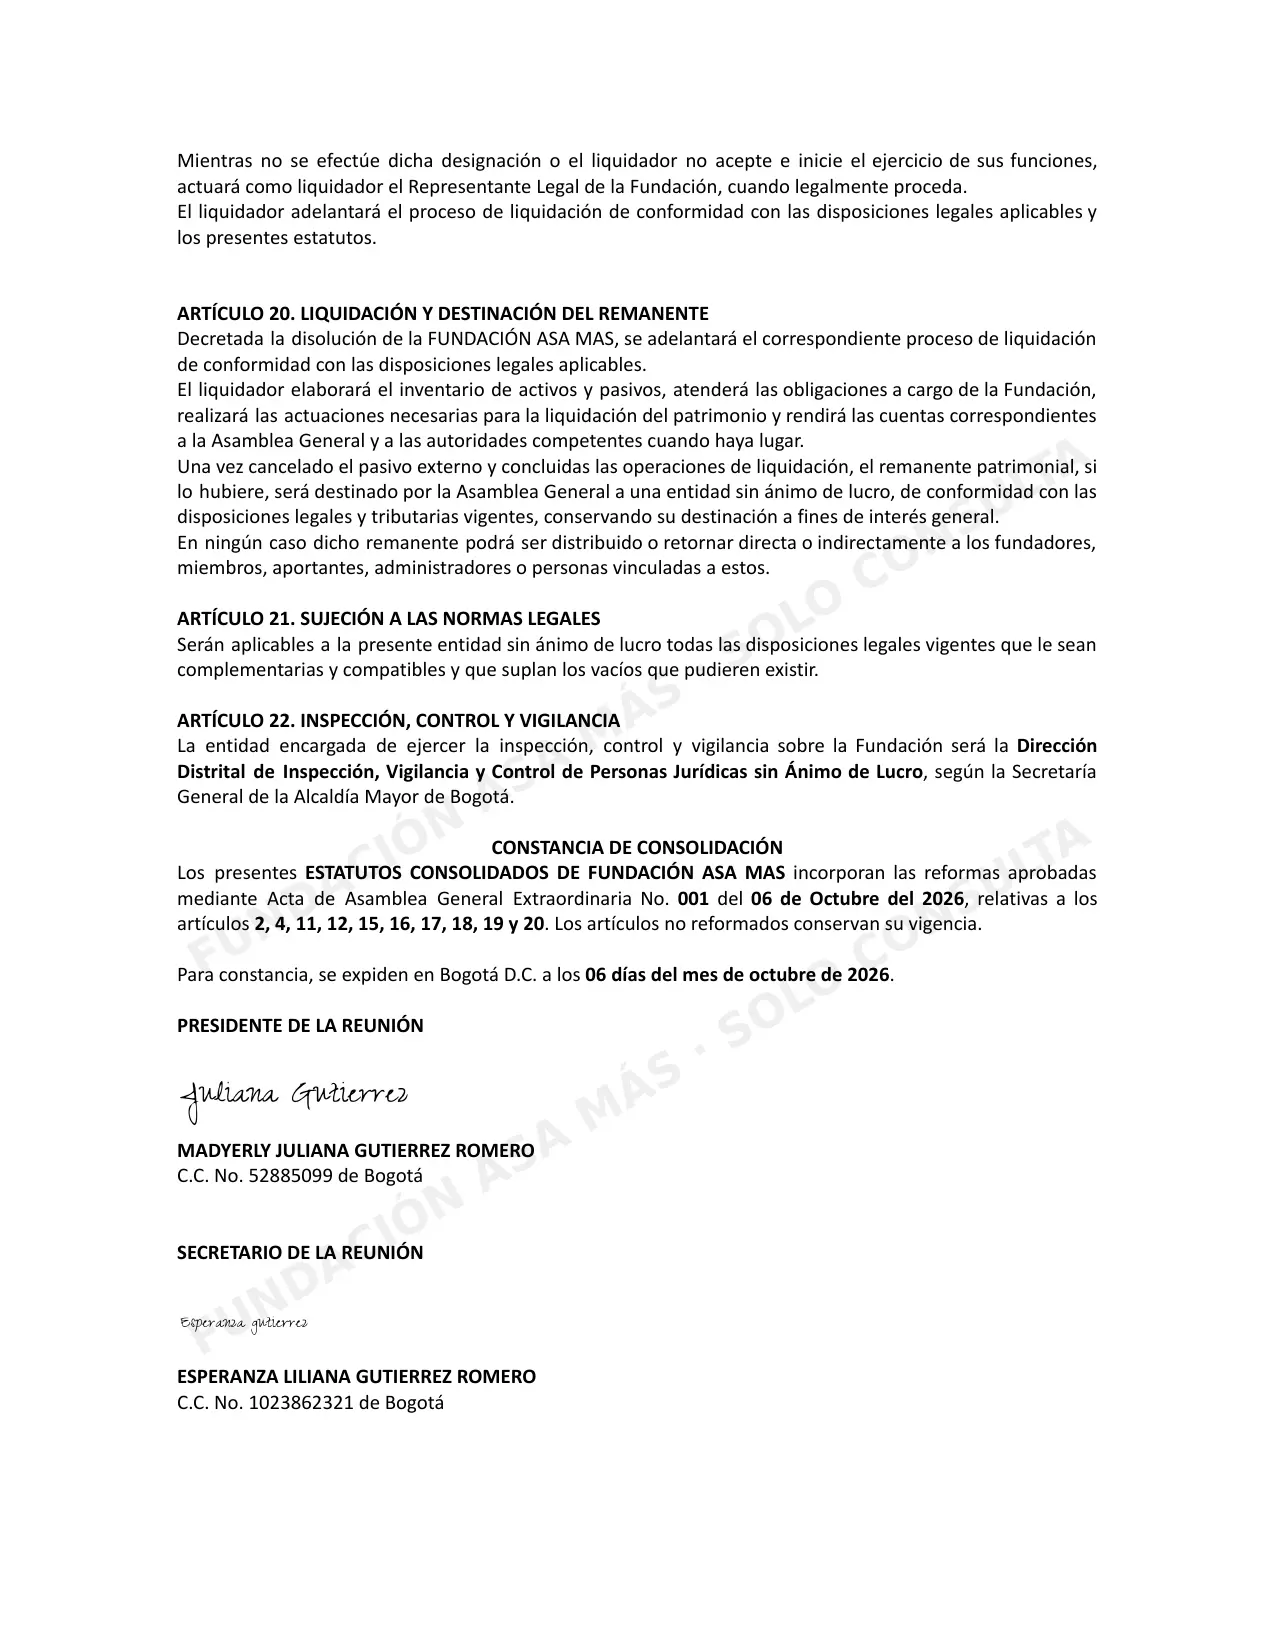 Mientras no se efectúe dicha designación o el liquidador no acepte e inicie el ejercicio de sus funciones,
actuará como liquidador el Representante Legal de la Fundación, cuando legalmente proceda.
El liquidador adelantará el proceso de liquidación de conformidad con las disposiciones legales aplicables y
los presentes estatutos.
ARTÍCULO 20. LIQUIDACIÓN Y DESTINACIÓN DEL REMANENTE
Decretada la disolución de la FUNDACIÓN ASA MAS, se adelantará el correspondiente proceso de liquidación
de conformidad con las disposiciones legales aplicables.
El liquidador elaborará el inventario de activos y pasivos, atenderá las obligaciones a cargo de la Fundación,
realizará las actuaciones necesarias para la liquidación del patrimonio y rendirá las cuentas correspondientes
a la Asamblea General y a las autoridades competentes cuando haya lugar.
Una vez cancelado el pasivo externo y concluidas las operaciones de liquidación, el remanente patrimonial, si
lo hubiere, será destinado por la Asamblea General a una entidad sin ánimo de lucro, de conformidad con las
disposiciones legales y tributarias vigentes, conservando su destinación a fines de interés general.
En ningún caso dicho remanente podrá ser distribuido o retornar directa o indirectamente a los fundadores,
miembros, aportantes, administradores o personas vinculadas a estos.
ARTÍCULO 21. SUJECIÓN A LAS NORMAS LEGALES
Serán aplicables a la presente entidad sin ánimo de lucro todas las disposiciones legales vigentes que le sean
complementarias y compatibles y que suplan los vacíos que pudieren existir.
ARTÍCULO 22. INSPECCIÓN, CONTROL Y VIGILANCIA
La entidad encargada de ejercer la inspección, control y vigilancia sobre la Fundación será la Dirección
Distrital de Inspección, Vigilancia y Control de Personas Jurídicas sin Ánimo de Lucro, según la Secretaría
General de la Alcaldía Mayor de Bogotá.
CONSTANCIA DE CONSOLIDACIÓN
Los presentes ESTATUTOS CONSOLIDADOS DE FUNDACIÓN ASA MAS incorporan las reformas aprobadas
mediante Acta de Asamblea General Extraordinaria No. 001 del 06 de Octubre del 2026, relativas a los
artículos 2, 4, 11, 12, 15, 16, 17, 18, 19 y 20. Los artículos no reformados conservan su vigencia.
Para constancia, se expiden en Bogotá D.C. a los 06 días del mes de octubre de 2026.
PRESIDENTE DE LA REUNIÓN
Juliana Gutierrez
MADYERLY JULIANA GUTIERREZ ROMERO
C.C. No. 52885099 de Bogotá
SECRETARIO DE LA REUNIÓN
Esperanza gutierrez
ESPERANZA LILIANA GUTIERREZ ROMERO
C.C. No. 1023862321 de Bogotá
FUNDACIÓN ASA MÁS · SOLO CONSULTA
FUNDACIÓN ASA MÁS · SOLO CONSULTA